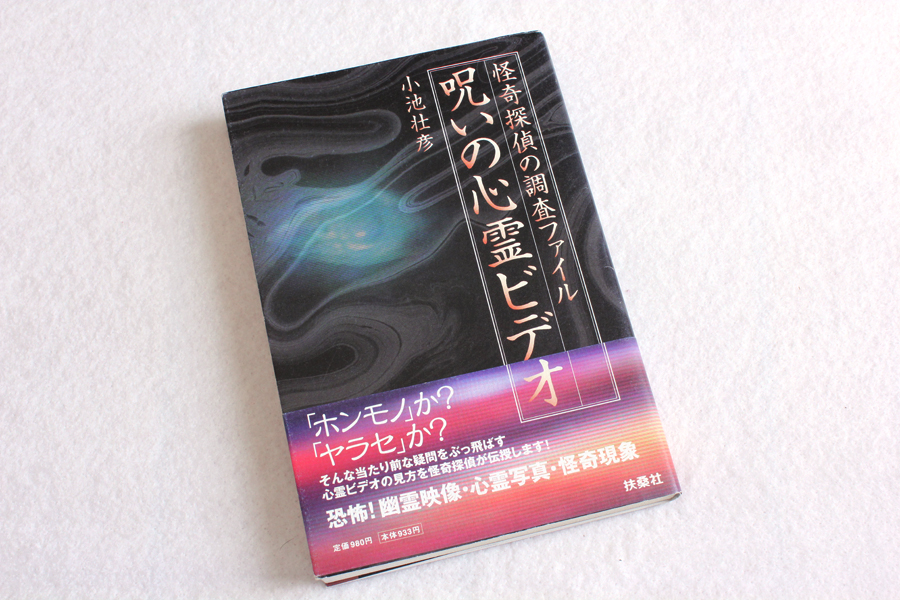 怪奇探偵の調査ファイル
呪いの心霊ビデオ
小池壮彦
「ホンモノ」か?
「ヤラセ」か?
そんな当たり前な疑問をぶっ飛ばす
心霊ビデオの見方を怪奇探偵が伝授します!
恐怖!幽霊映像・心霊写真・怪奇現象
扶桑社
定価980円 本体933円